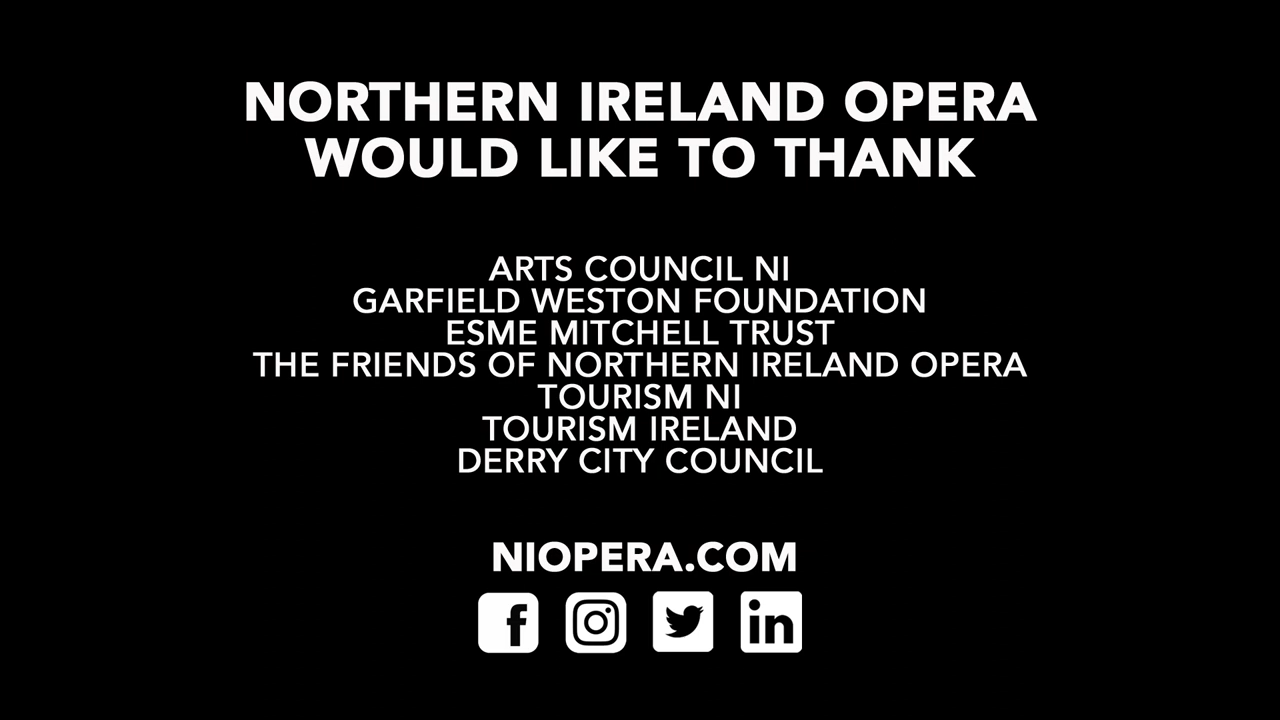 NORTHERN IRELAND OPERA
WOULD LIKE TO THANK
ARTS COUNCIL NI
GARFIELD WESTON FOUNDATION
ESME MITCHELL TRUST
THE FRIENDS OF NORTHERN IRELAND OPERA
TOURISM NI
TOURISM IRELAND
DERRY CITY COUNCIL
NIOPERA.COM
f in